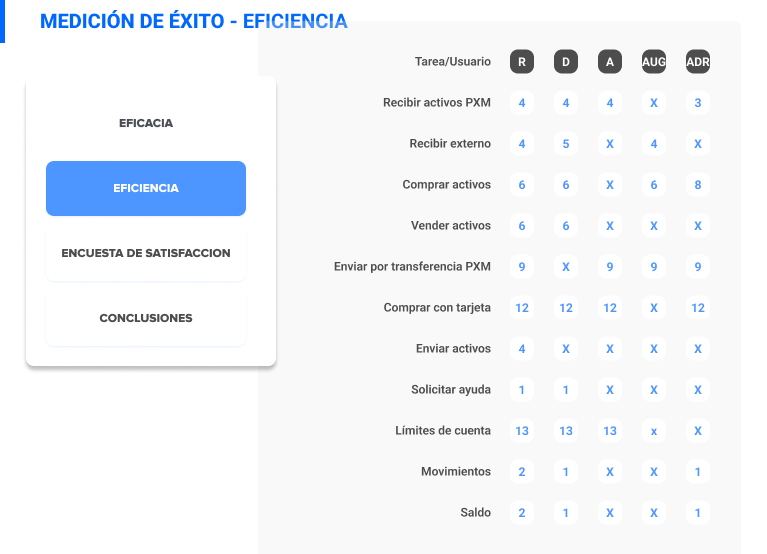 MEDICIÓN DE ÉXITO - EFICIENCIA
EFICACIA
EFICIENCIA
ENCUESTA DE SATISFACCION
CONCLUSIONES
Tarea/Usuario R D A AUG ADR
Recibir activos PXM 4 4 4 X 3
Recibir externo 4 5 X 4 X
Comprar activos 6 6 X 6 8
Vender activos 6 6 X X X
Enviar por transferencia PXM 9 X 9 9 9
Comprar con tarjeta 12 12 12 X 12
Enviar activos 4 X X X X
Solicitar ayuda 1 1 X X X
Límites de cuenta 13 13 13 x X
Movimientos 2 1 X X 1
Saldo 2 1 X X 1